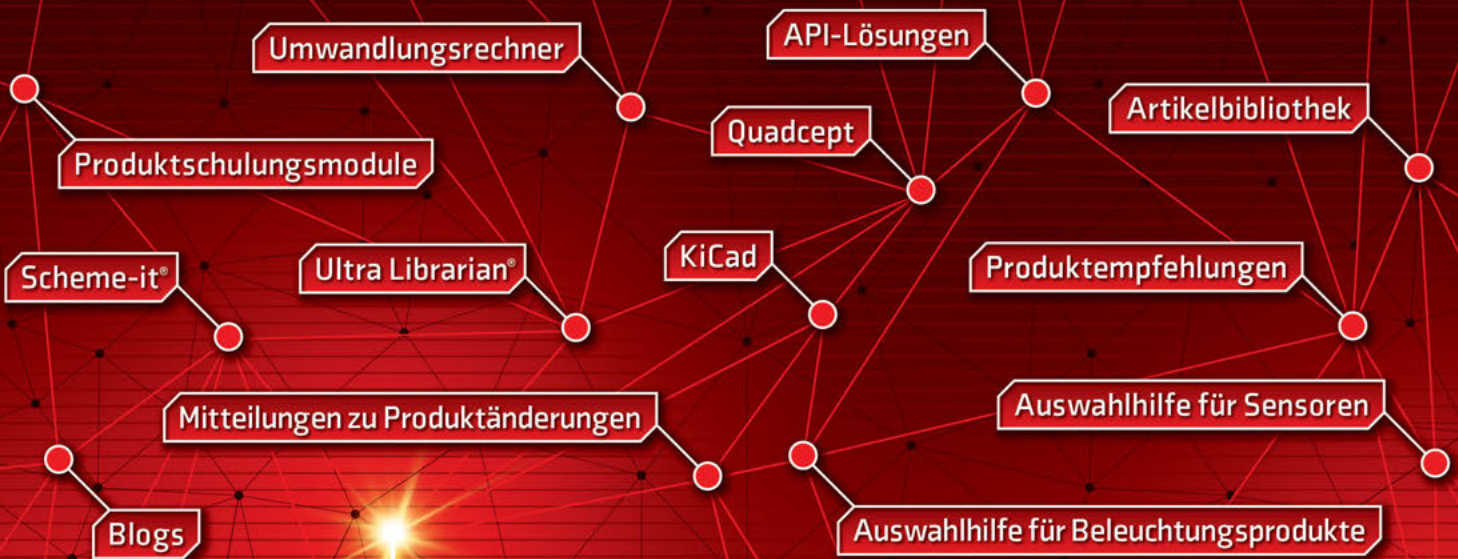 Umwandlungsrechner
API-Lösungen
Artikelbibliothek
Quadcept
Produktschulungsmodule
KiCad
Scheme-it®
Ultra Librarian®
Produktempfehlungen
Mitteilungen zu Produktänderungen
Auswahlhilfe für Sensoren
Blogs
Auswahlhilfe für Beleuchtungsprodukte